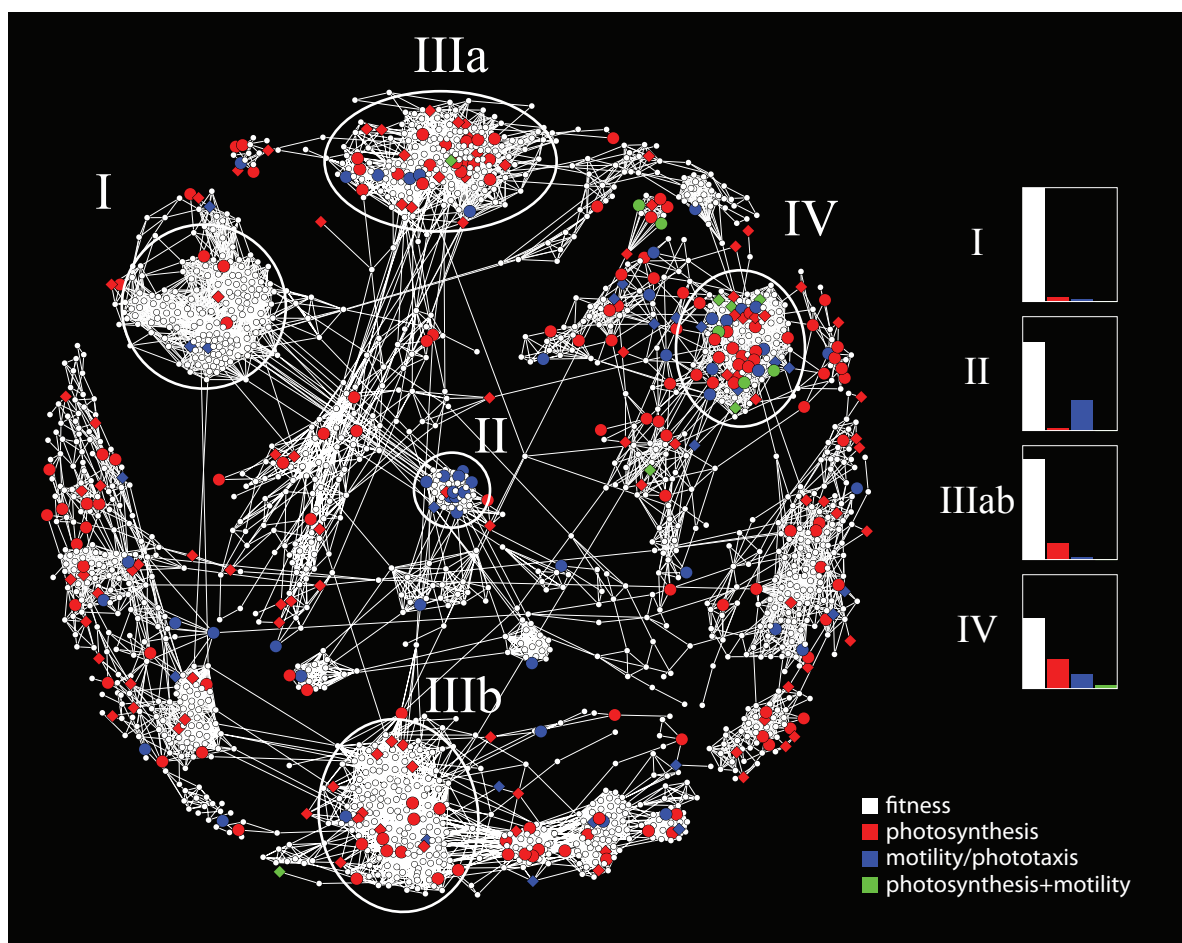 IIIa
I
IV
II
IIIb
I
II
IIIab
IV
fitness
photosynthesis
motility/phototaxis
photosynthesis+motility